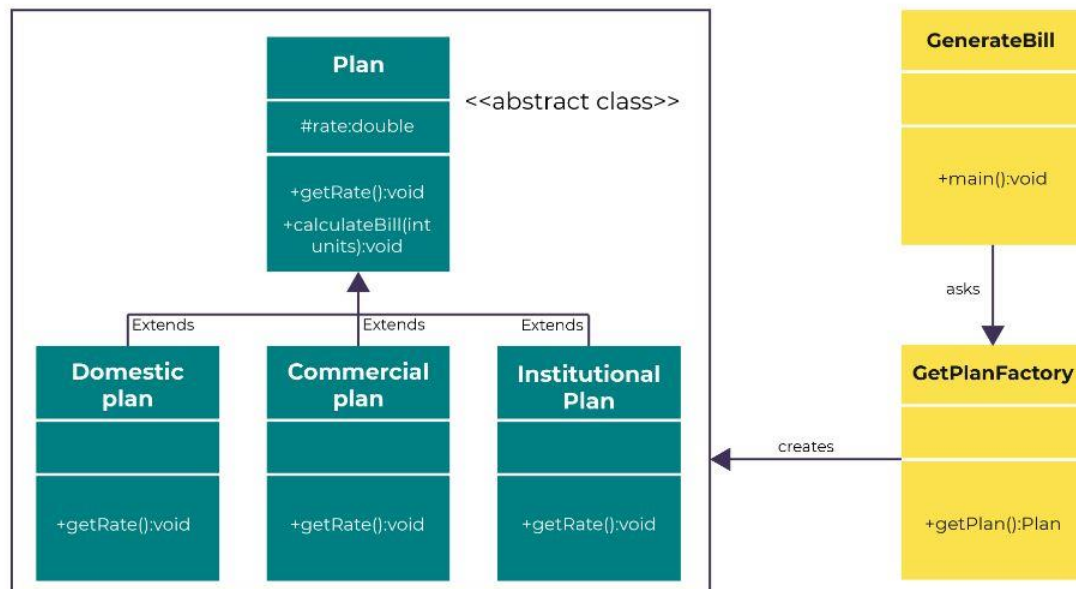 Plan
<<abstract class>>
#rate:double
+getRate():void
+calculateBill(int
units):void
Extends
Extends
Extends
Domestic
plan
+getRate():void
Commercial
plan
+getRate():void
Institutional
Plan
+getRate():void
GenerateBill
+main():void
asks
GetPlanFactory
+getPlan():Plan
creates